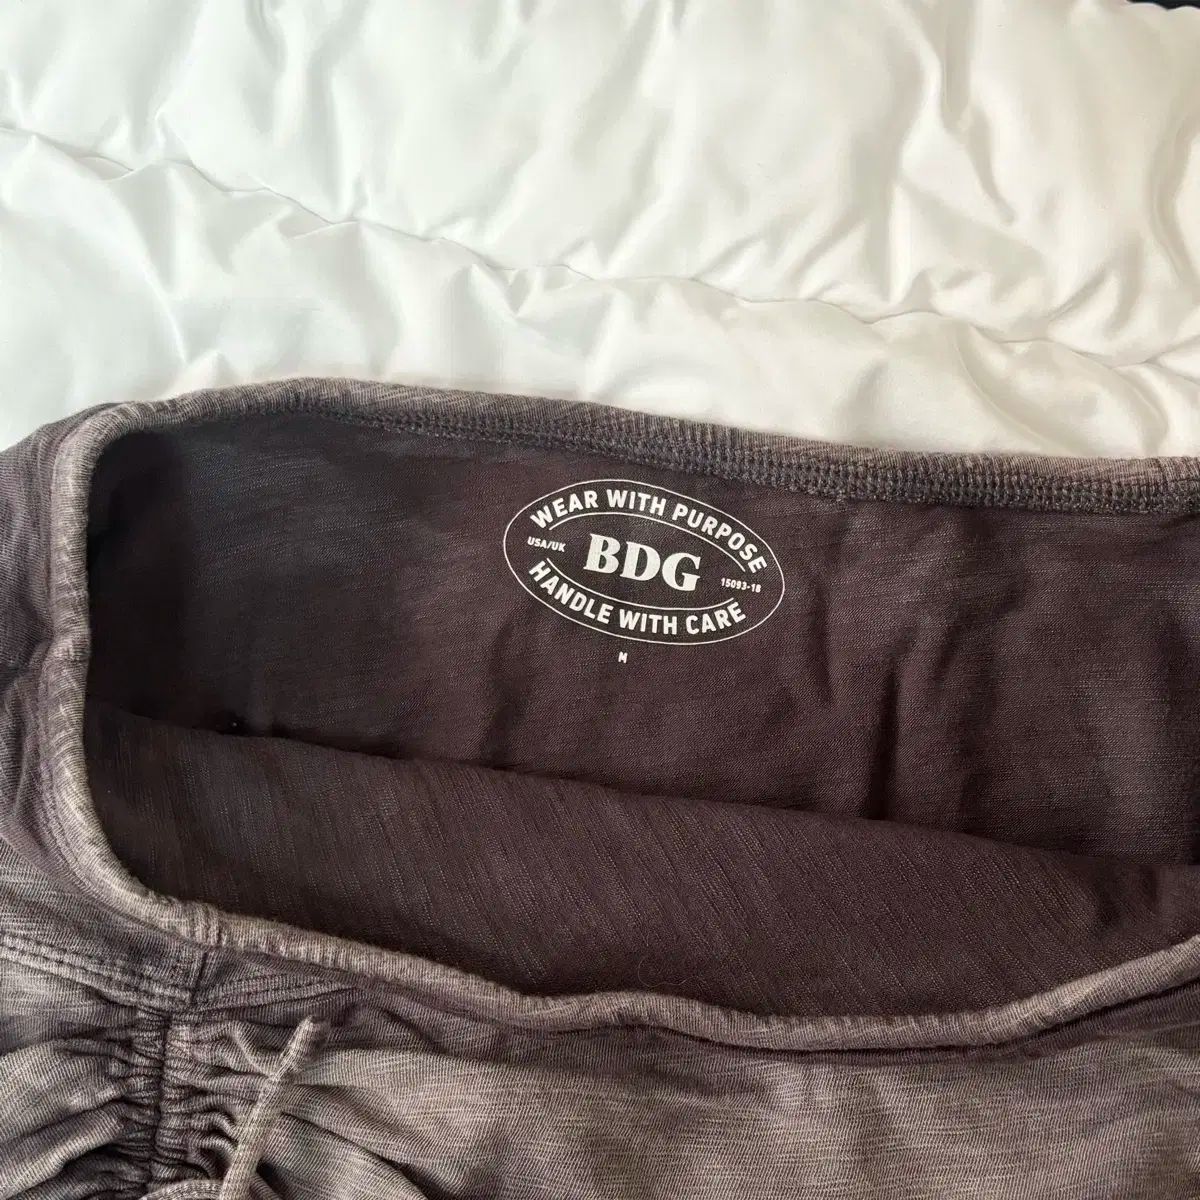 WEAR WITH PURPOSE
USA/UK BDG 15093-18
HANDLE WITH CARE
M